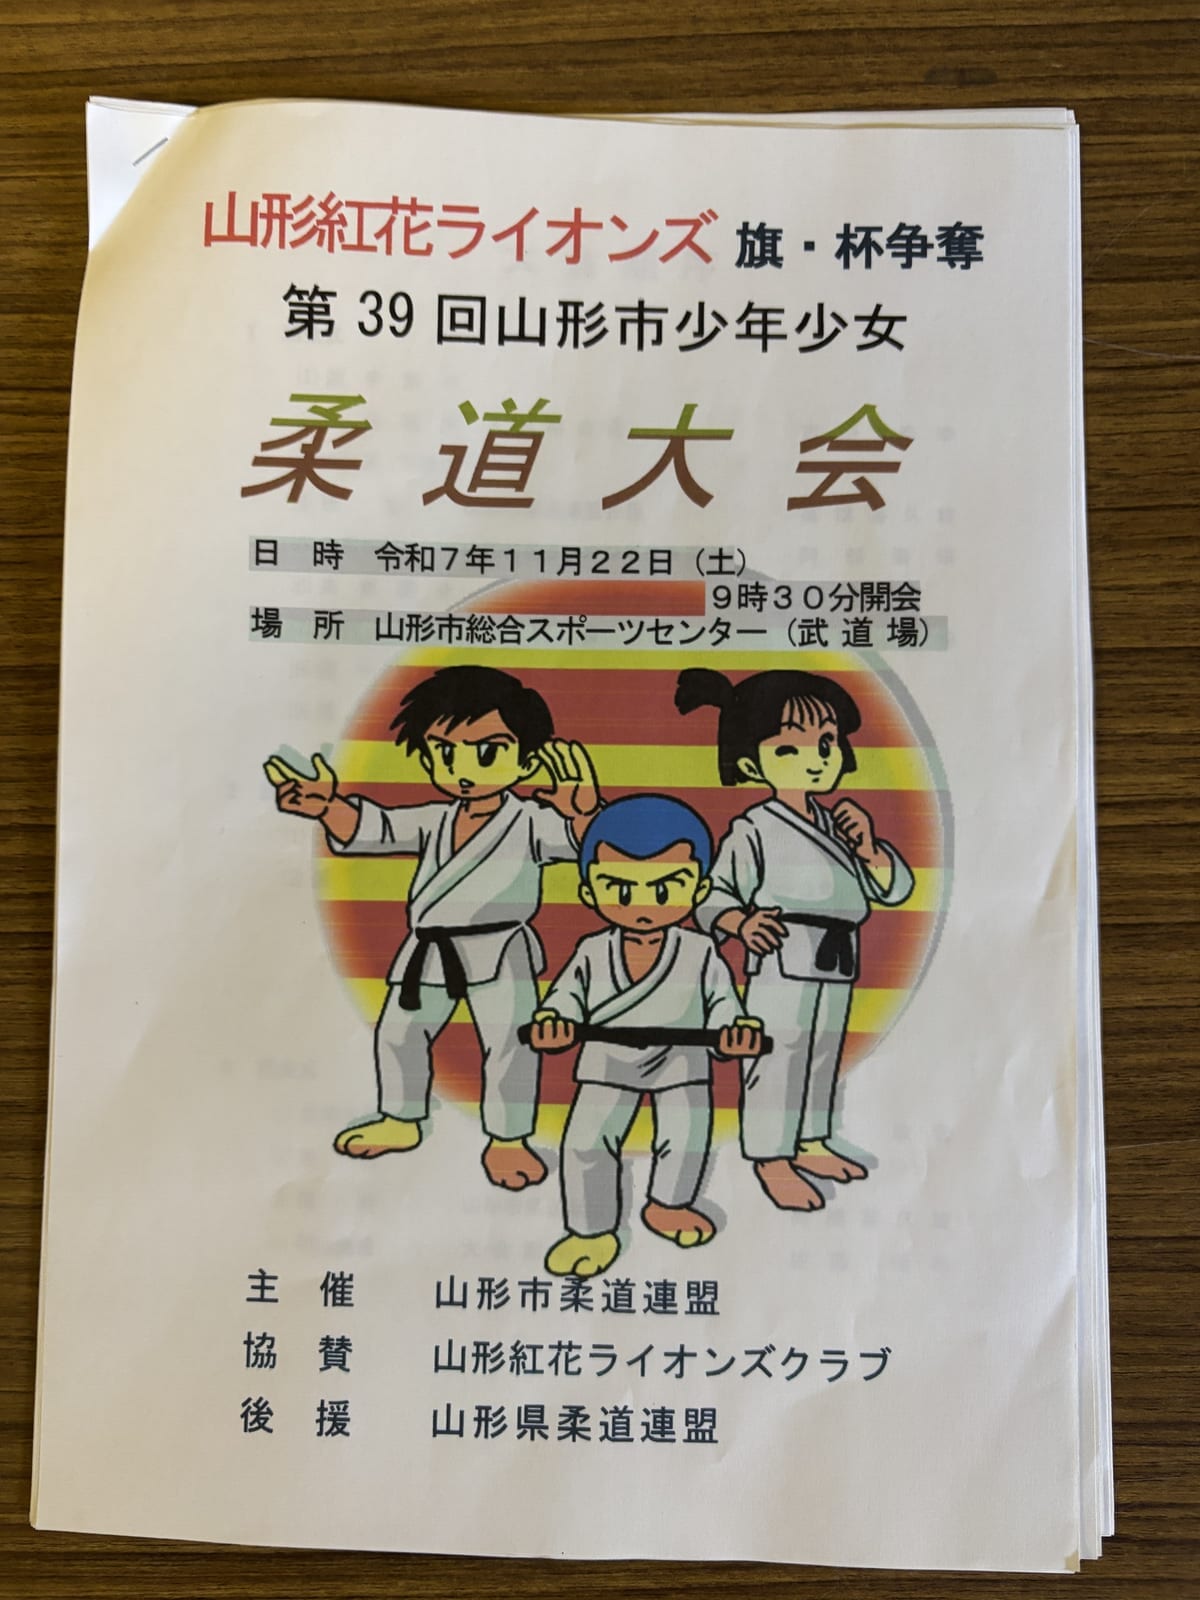 山形紅花ライオンズ 旗・杯争奪
第39回山形市少年少女
柔道大会
日 時 令和7年11月22日（土）
9時30分開会
場 所 山形市総合スポーツセンター（武道場）
主 催 山形市柔道連盟
協 賛 山形紅花ライオンズクラブ
後 援 山形県柔道連盟